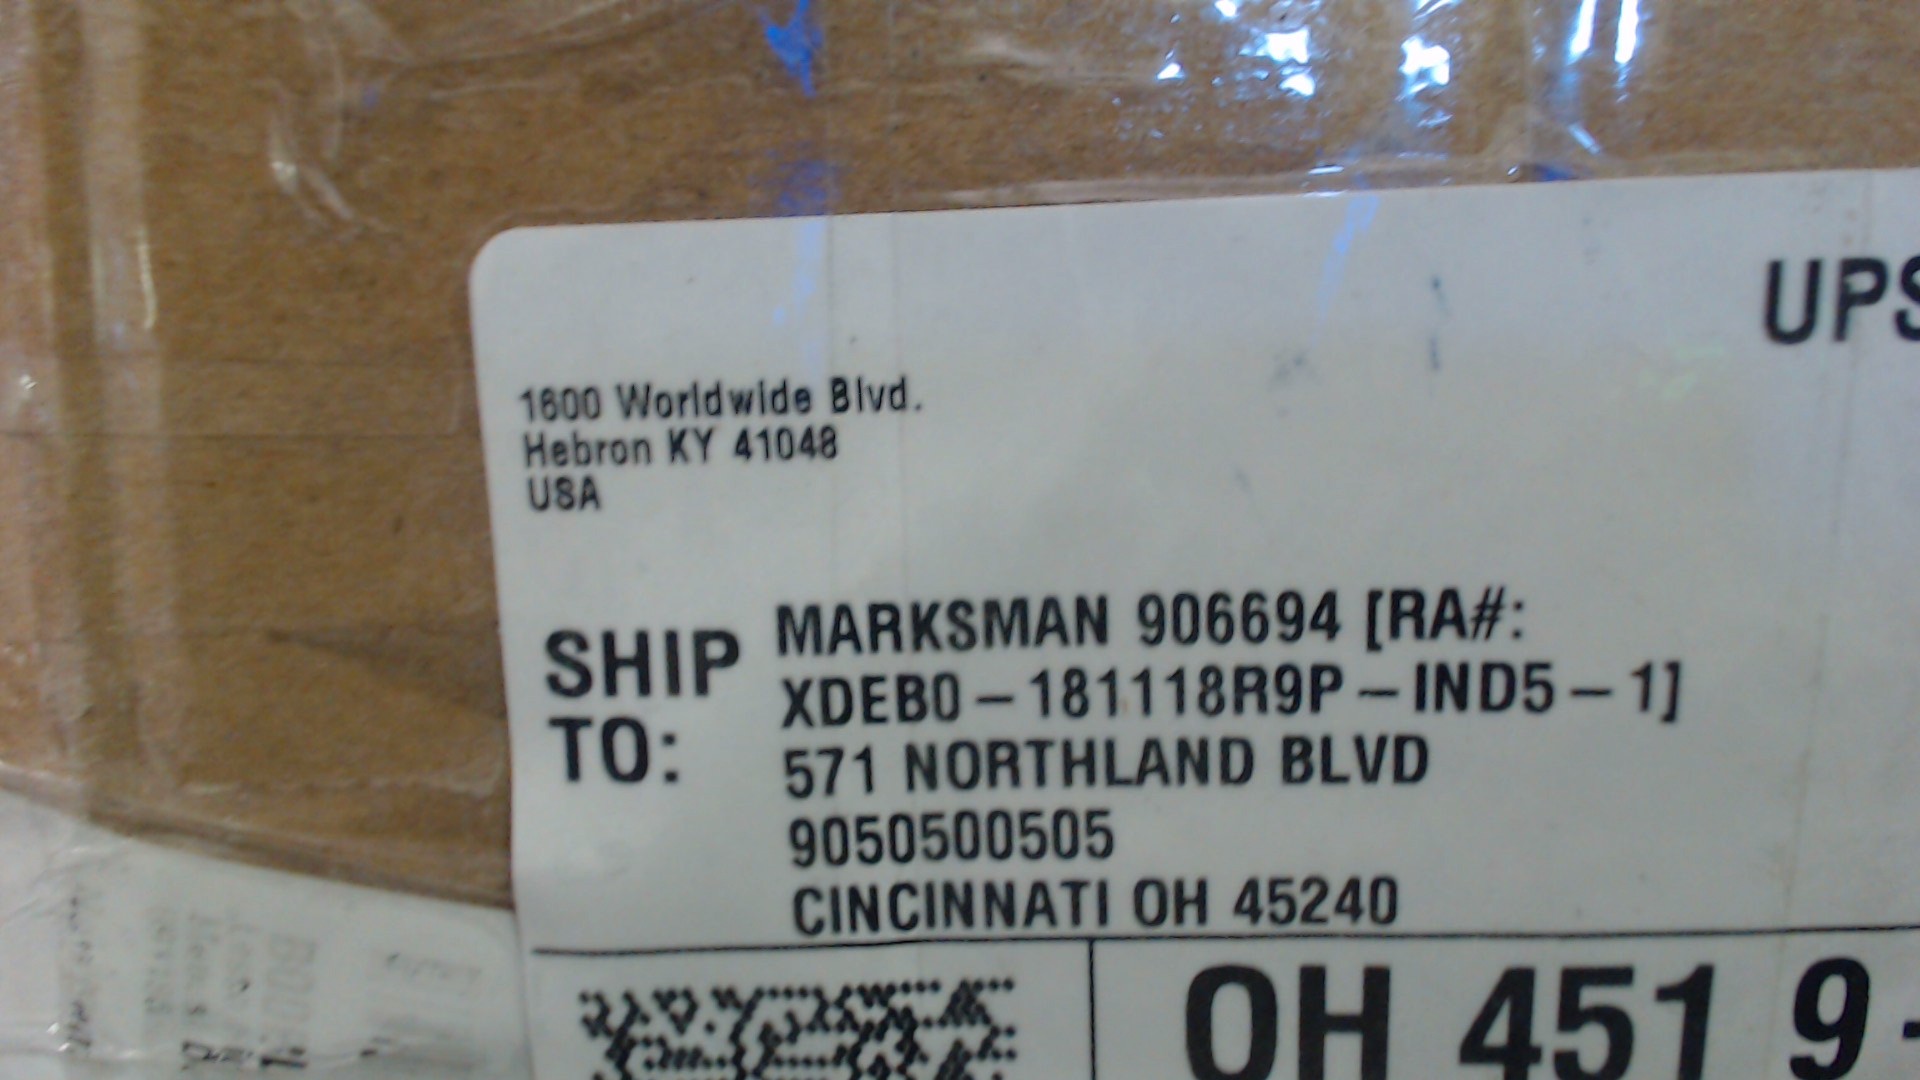 UPS
1600 Worldwide Blvd.
Hebron KY 41048
USA
SHIP TO:
MARKSMAN 906694 [RA#:
XDEB0-181118R9P-IND5-1]
571 NORTHLAND BLVD
9050500505
CINCINNATI OH 45240
OH 451 9-